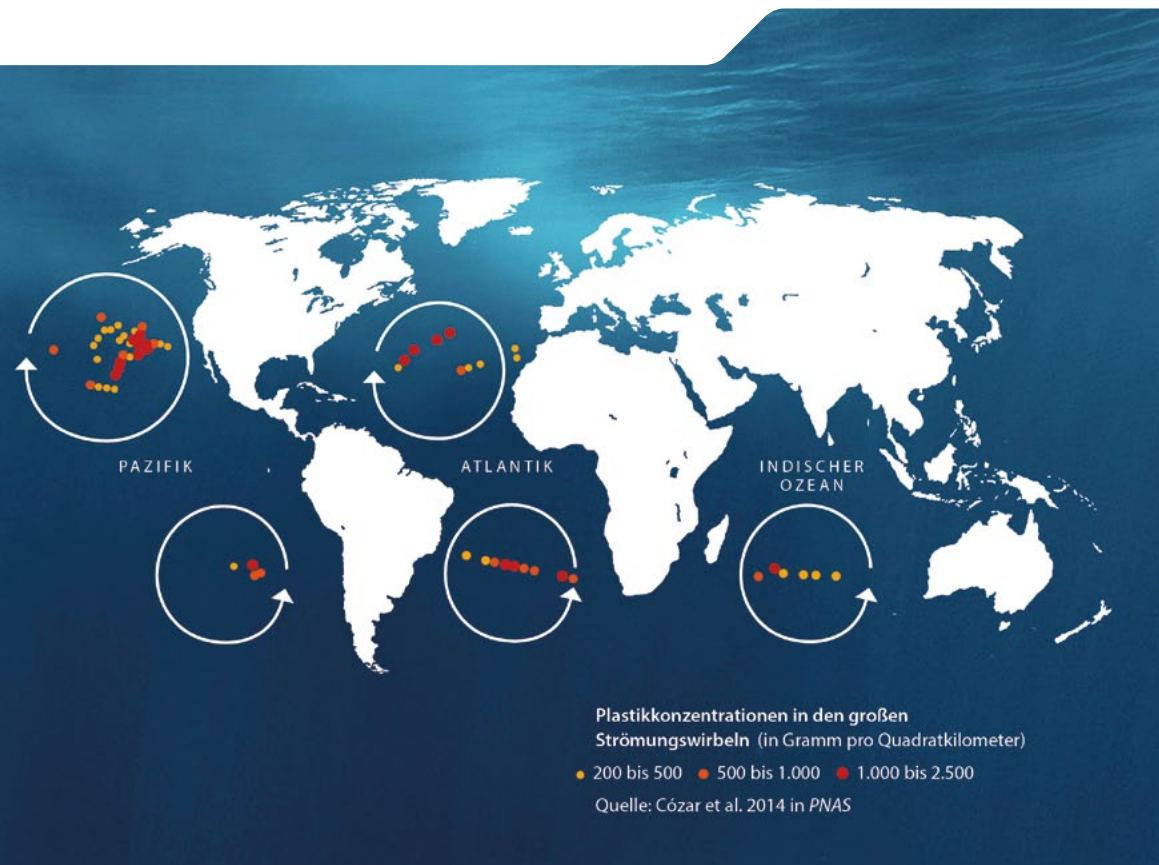 PAZIFIK
ATLANTIK
INDISCHER
OZEAN
Plastikkonzentrationen in den großen
Strömungswirbeln (in Gramm pro Quadratkilometer)
200 bis 500 500 bis 1.000 1.000 bis 2.500
Quelle: Cózar et al. 2014 in PNAS